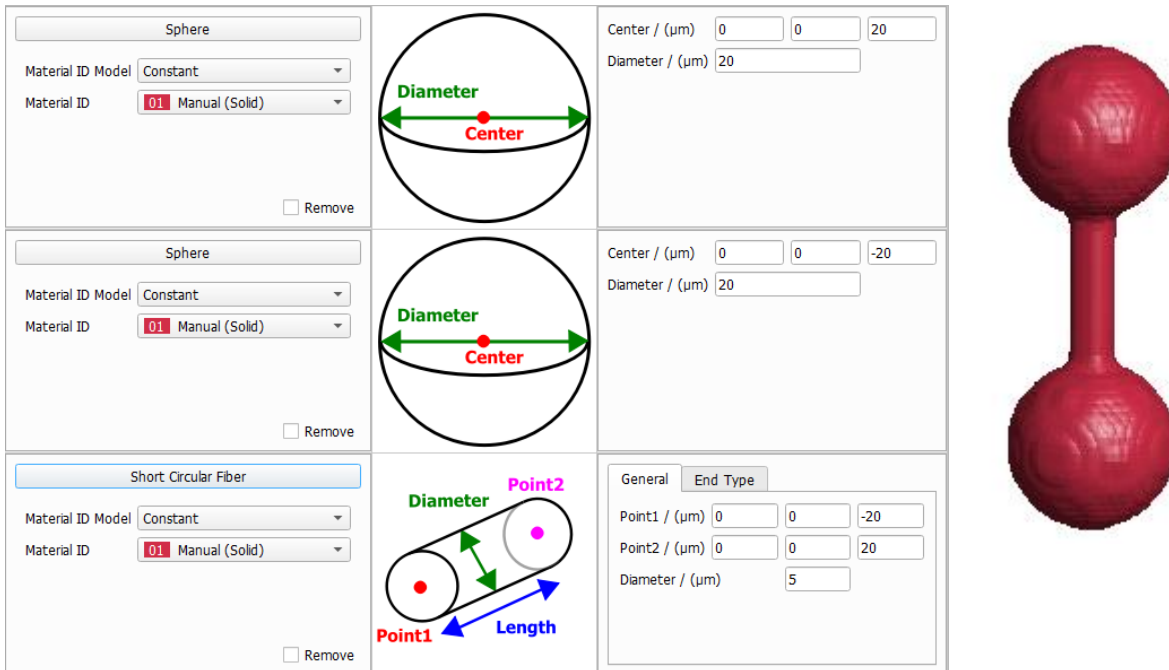 Sphere
Material ID Model Constant
Material ID 01 Manual (Solid)
Remove
Diameter
Center
Center / (µm) 0 0 20
Diameter / (µm) 20
Sphere
Material ID Model Constant
Material ID 01 Manual (Solid)
Remove
Diameter
Center
Center / (µm) 0 0 -20
Diameter / (µm) 20
Short Circular Fiber
Material ID Model Constant
Material ID 01 Manual (Solid)
Remove
Point2
Diameter
Length
Point1
General End Type
Point1 / (µm) 0 0 -20
Point2 / (µm) 0 0 20
Diameter / (µm) 5